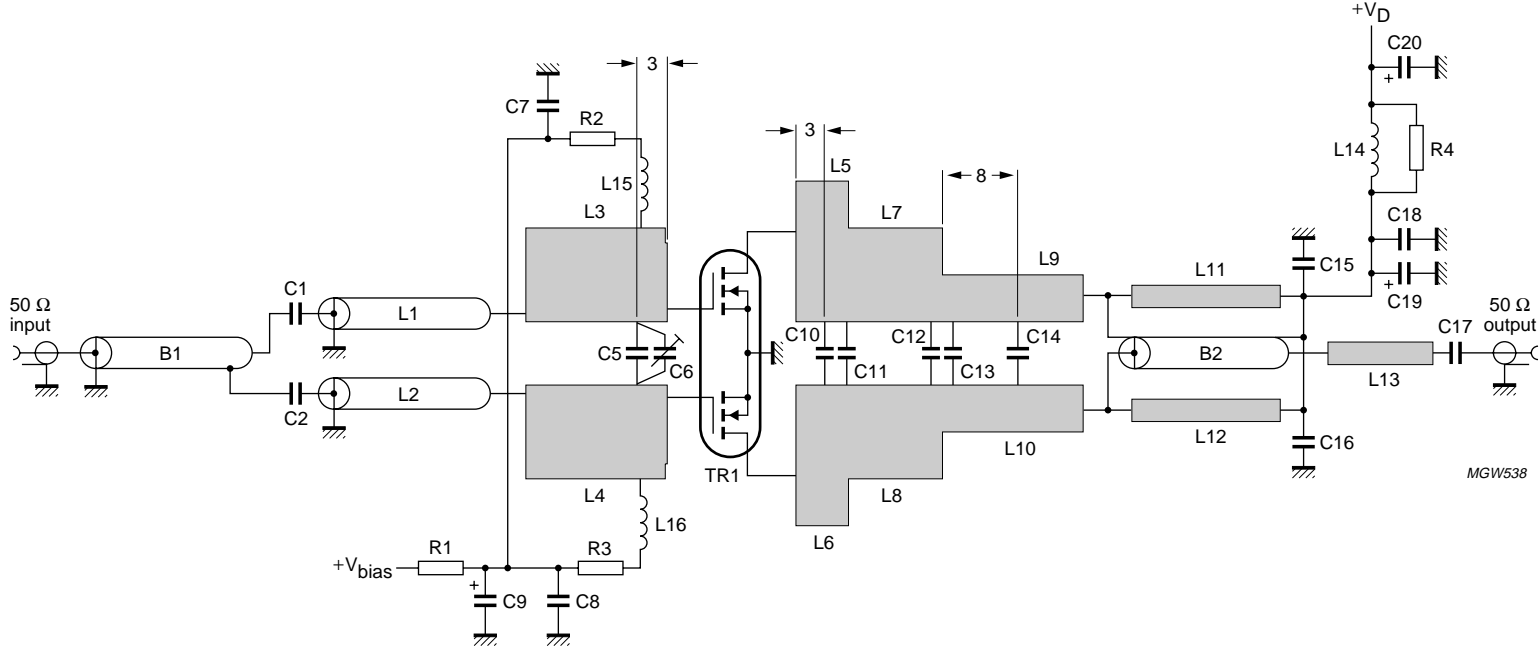 +VD
C20
3
C7
R2
3
L14
R4
L5
L15
8
L3
L7
C18
L9
C15
L11
C19
50 Ω
input
C1
L1
50 Ω
output
C17
B1
C5
C6
C10
C11
C12
C13
C14
B2
L13
L2
C2
L12
C16
L10
TR1
MGW538
L4
L8
L16
L6
R1
R3
+Vbias
+
C9
C8
+
+